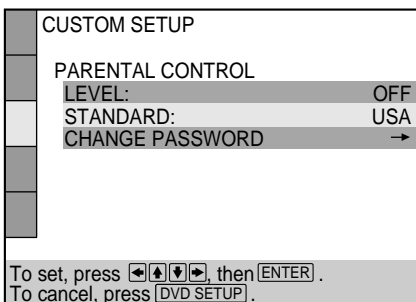 CUSTOM SETUP
PARENTAL CONTROL
LEVEL: OFF
STANDARD: USA
CHANGE PASSWORD →
To set, press ←↑↓→, then ENTER.
To cancel, press DVD SETUP.